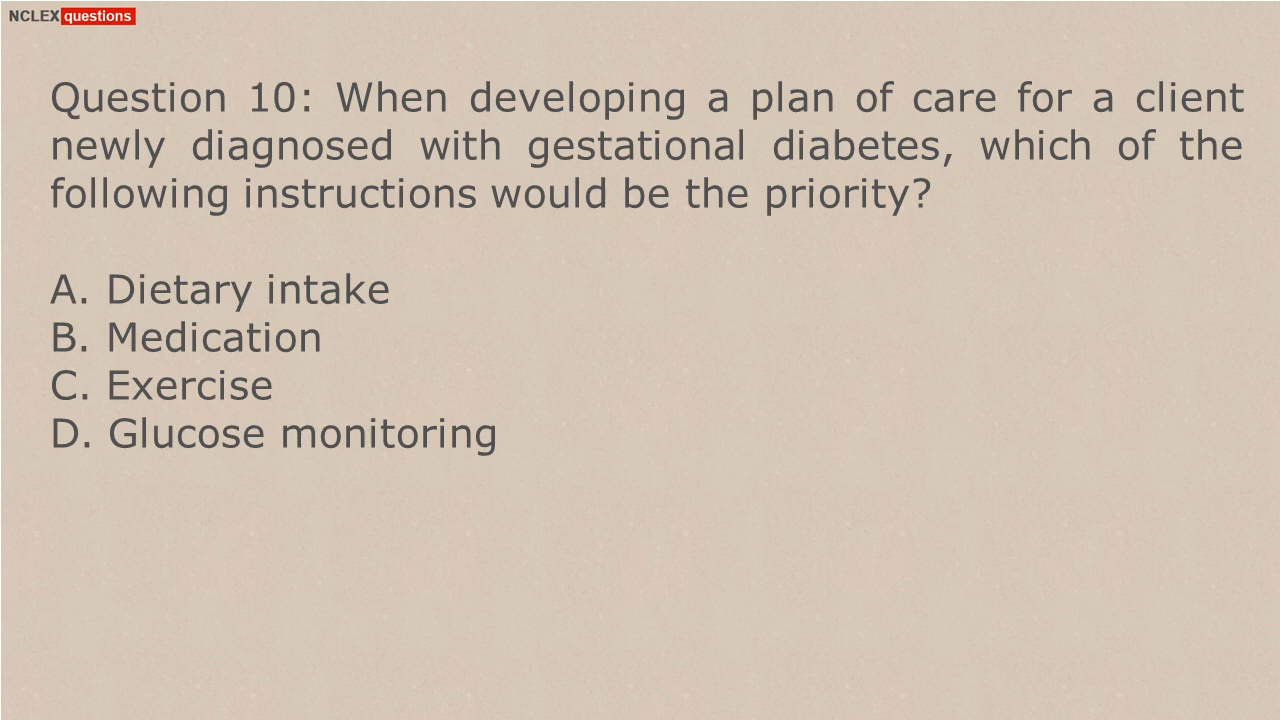 NCLEX questions
Question 10: When developing a plan of care for a client
newly diagnosed with gestational diabetes, which of the
following instructions would be the priority?
A. Dietary intake
B. Medication
C. Exercise
D. Glucose monitoring